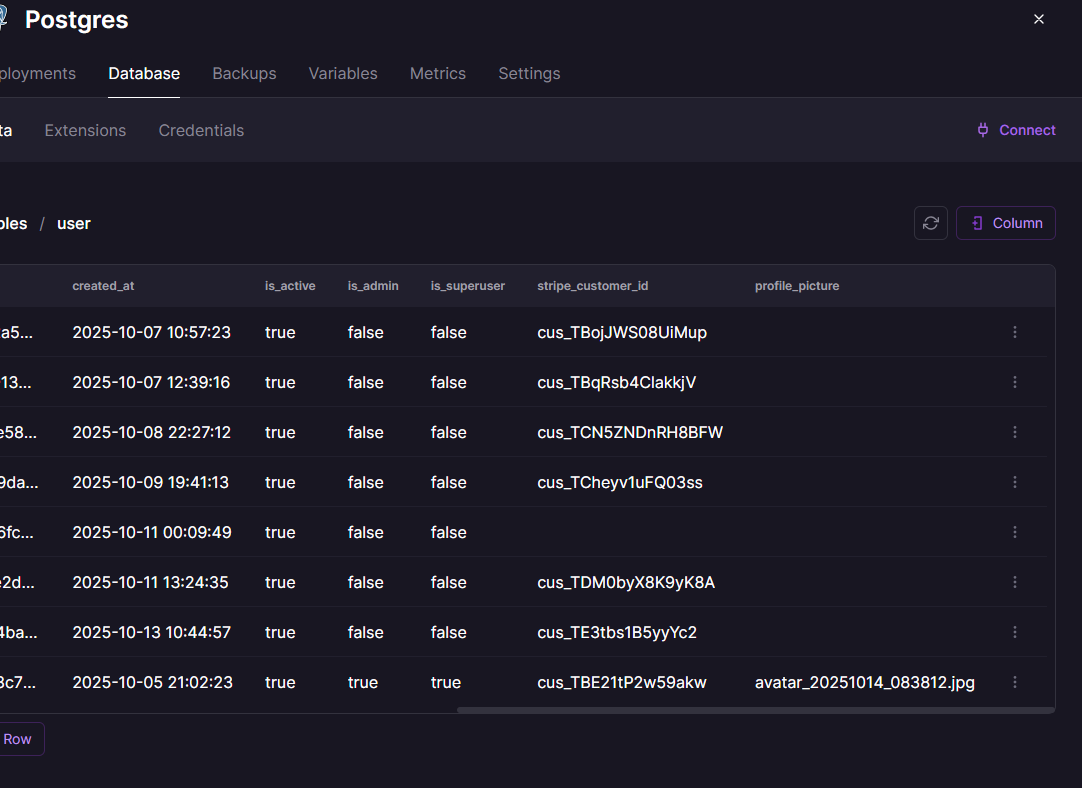 Postgres
ployments Database Backups Variables Metrics Settings
ta Extensions Credentials Connect
bles / user Column
created_at is_active is_admin is_superuser stripe_customer_id profile_picture
a5... 2025-10-07 10:57:23 true false false cus_TBojJWS08UiMup
13... 2025-10-07 12:39:16 true false false
e58... 2025-10-08 22:27:12 true false false cus_TCN5ZNDnRH8BFW
9da... 2025-10-09 19:41:13 true false false cus_TCheyv1uFQ03ss
6fc... 2025-10-11 00:09:49 true false false
e2d... 2025-10-11 13:24:35 true false false cus_TDM0byX8K9yK8A
4ba... 2025-10-13 10:44:57 true false false cus_TE3tbs1B5yyYc2
3c7... 2025-10-05 21:02:23 true true true cus_TBE21tP2w59akw avatar_20251014_083812.jpg
Row